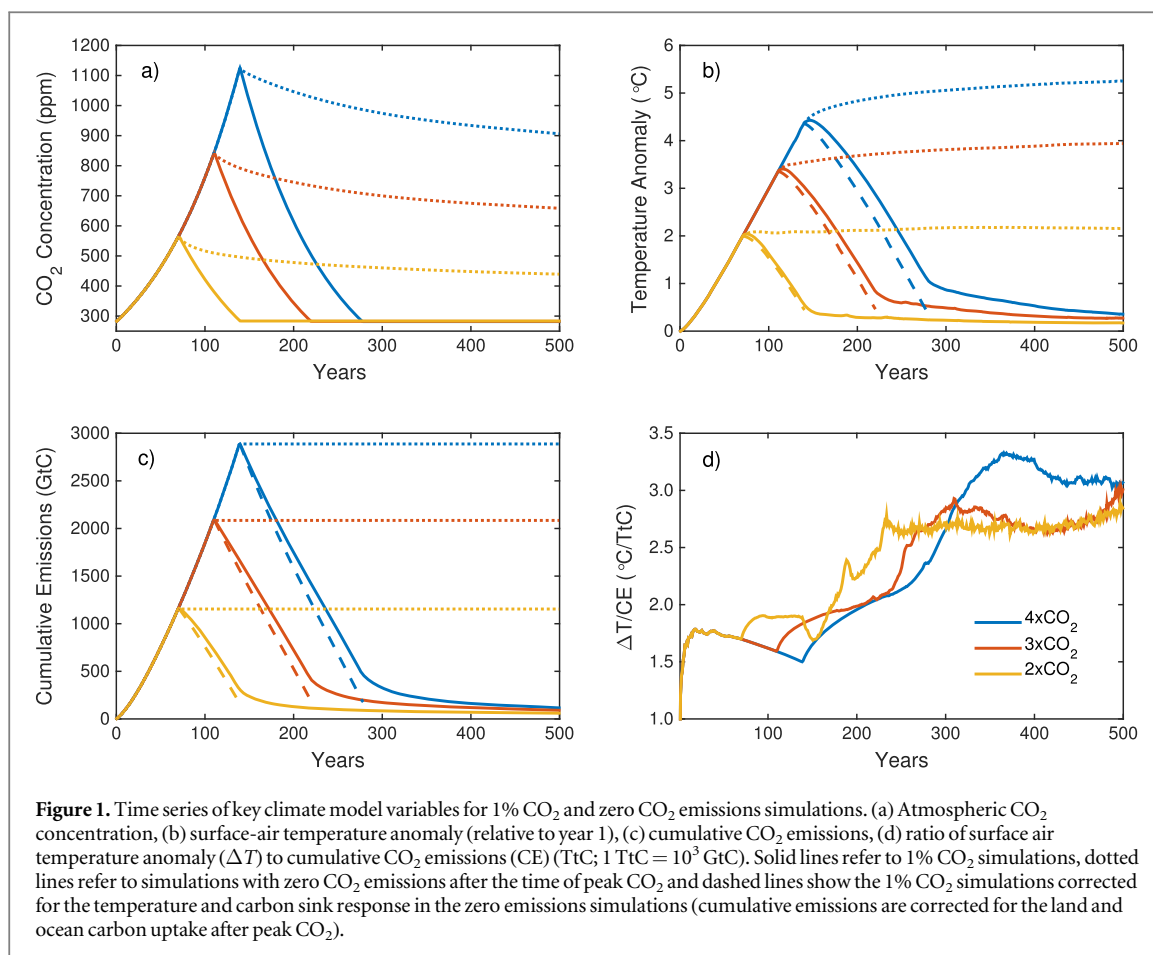 a)
CO2 Concentration (ppm)
1200
1100
1000
900
800
700
600
500
400
300
0 100 200 300 400 500
Years
b)
Temperature Anomaly (°C)
6
5
4
3
2
1
0
0 100 200 300 400 500
Years
c)
Cumulative Emissions (GtC)
3000
2500
2000
1500
1000
500
0
0 100 200 300 400 500
Years
d)
ΔT/CE (°C/TtC)
3.5
3.0
2.5
2.0
1.5
1.0
100 200 300 400 500
Years
4xCO2
3xCO2
2xCO2
Figure 1. Time series of key climate model variables for 1% CO2 and zero CO2 emissions simulations. (a) Atmospheric CO2
concentration, (b) surface-air temperature anomaly (relative to year 1), (c) cumulative CO2 emissions, (d) ratio of surface air
temperature anomaly (ΔT) to cumulative CO2 emissions (CE) (TtC; 1 TtC = 10³ GtC). Solid lines refer to 1% CO2 simulations, dotted
lines refer to simulations with zero CO2 emissions after the time of peak CO2 and dashed lines show the 1% CO2 simulations corrected
for the temperature and carbon sink response in the zero emissions simulations (cumulative emissions are corrected for the land and
ocean carbon uptake after peak CO2).